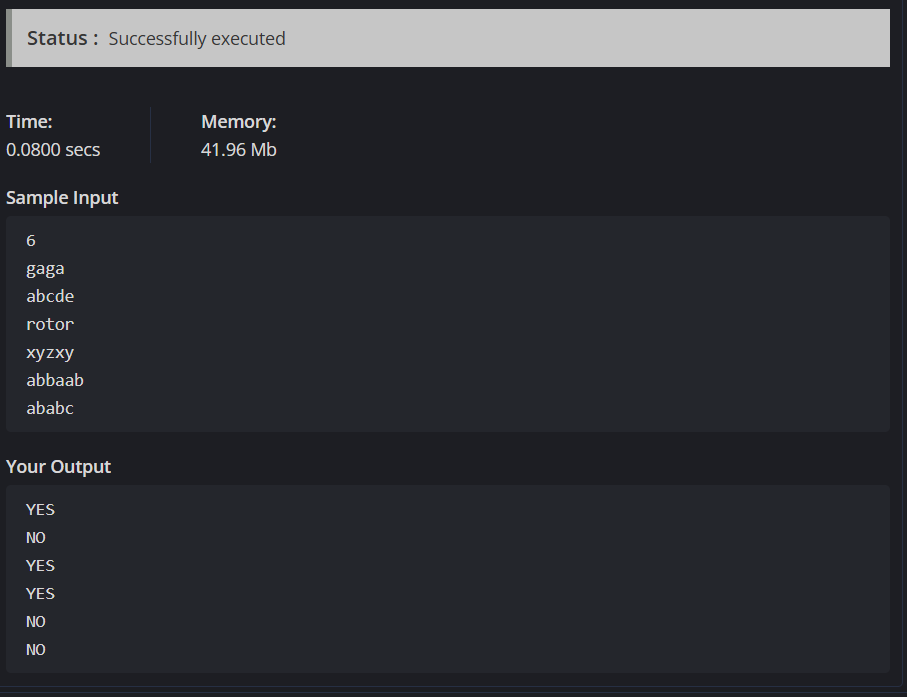 Status : Successfully executed
Time:
0.0800 secs
Memory:
41.96 Mb
Sample Input
6
gaga
abcde
rotor
xyzxy
abbaab
ababc
Your Output
YES
NO
YES
YES
NO
NO